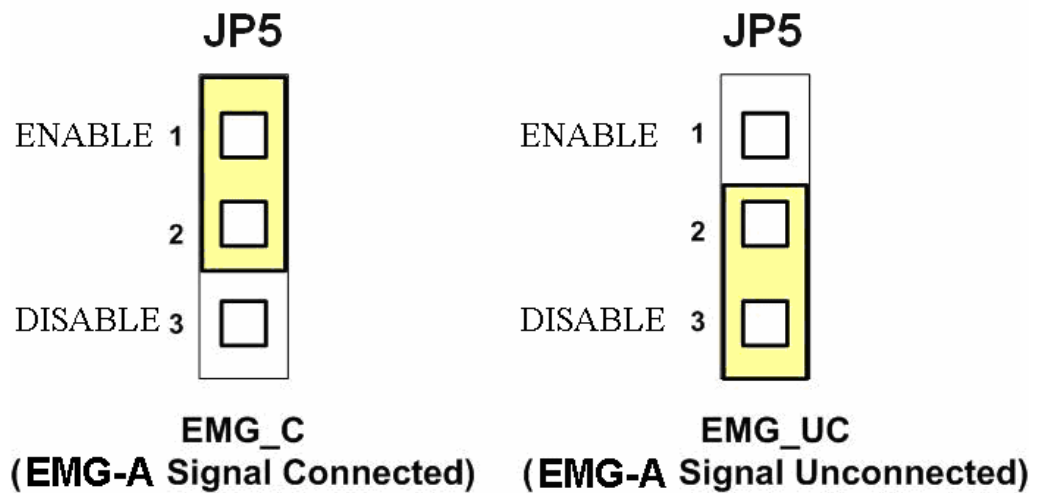 JP5
ENABLE 1
2
DISABLE 3
EMG_C
(EMG-A Signal Connected)
JP5
ENABLE 1
2
DISABLE 3
EMG_UC
(EMG-A Signal Unconnected)